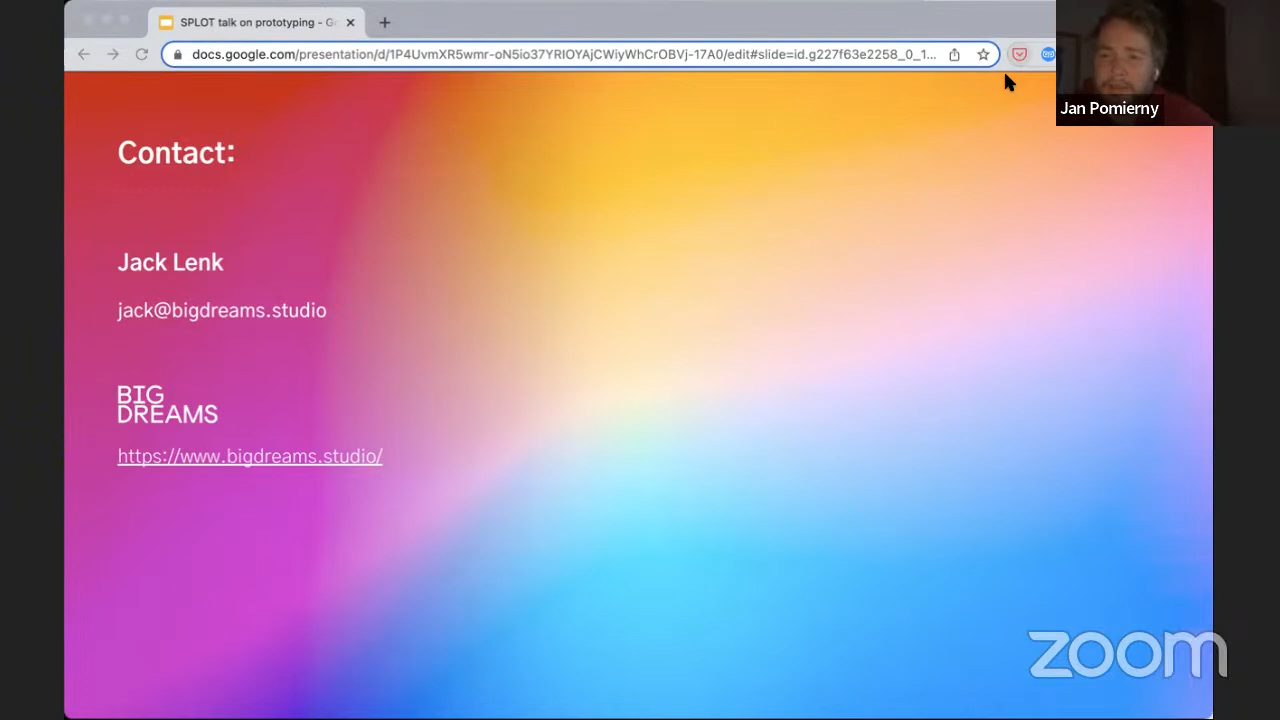 SPLOT talk on prototyping - G
docs.google.com/presentation/d/1P4UvmXR5wmr-oN5io37YRIOYAjCWiyWhCrOBVj-17A0/edit#slide=id.g227f63e2258_0_1...
Jan Pomierny
Contact:
Jack Lenk
jack@bigdreams.studio
BIG
DREAMS
https://www.bigdreams.studio/
zoom